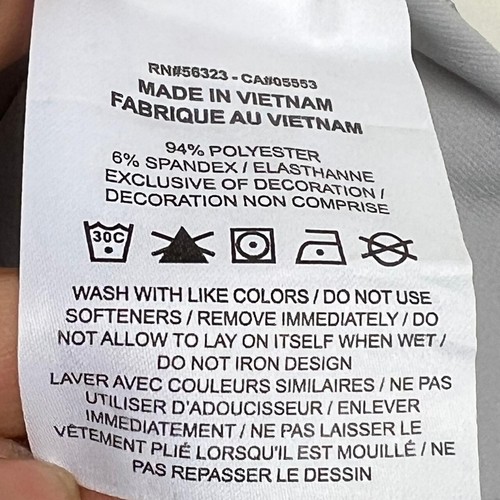 RN#56323 - CA#05553
MADE IN VIETNAM
FABRIQUE AU VIETNAM
94% POLYESTER
6% SPANDEX / ELASTHANNE
EXCLUSIVE OF DECORATION /
DECORATION NON COMPRISE
30C
WASH WITH LIKE COLORS / DO NOT USE
SOFTENERS / REMOVE IMMEDIATELY / DO
NOT ALLOW TO LAY ON ITSELF WHEN WET /
DO NOT IRON DESIGN
LAVER AVEC COULEURS SIMILAIRES / NE PAS
UTILISER D'ADOUCISSEUR / ENLEVER
IMMEDIATEMENT / NE PAS LAISSER LE
VÊTEMENT PLIÉ LORSQU'IL EST MOUILLÉ / NE
PAS REPASSER LE DESSIN